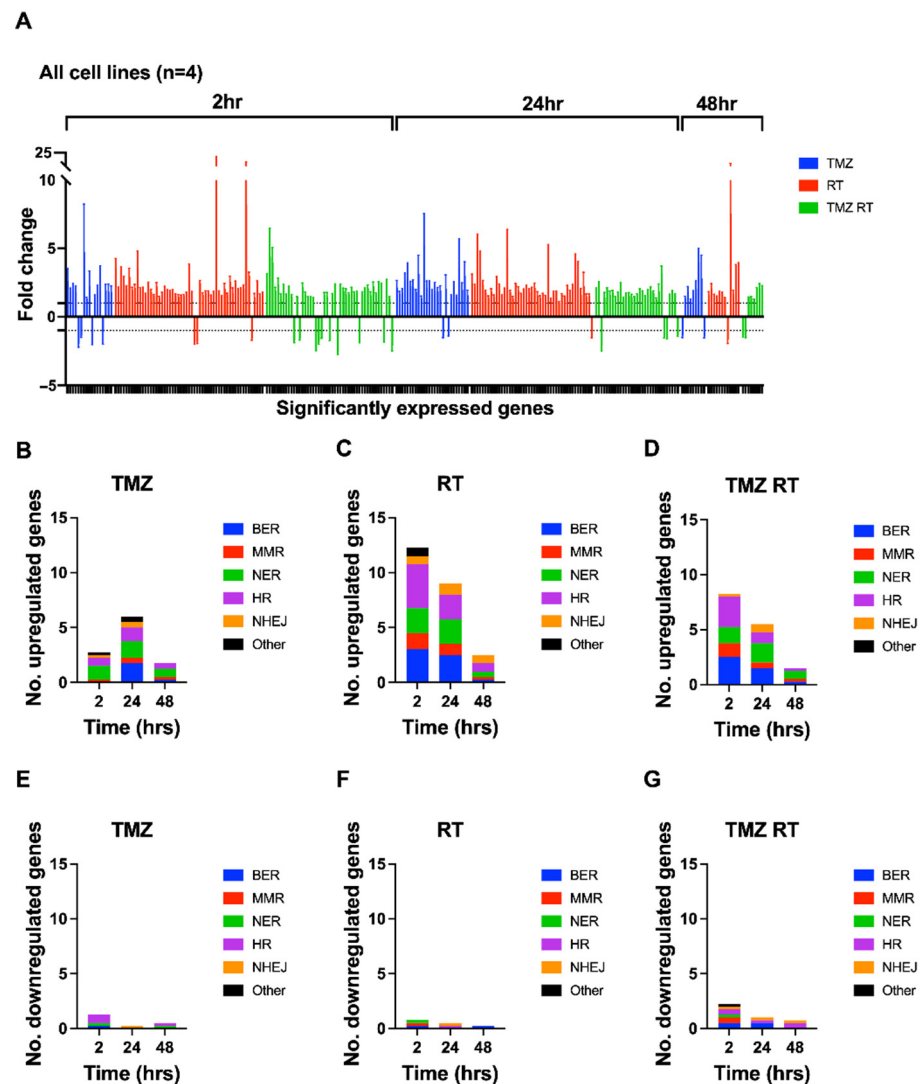 A
All cell lines (n=4)
2hr 24hr 48hr
25
10
5
0
−5
Fold change
Significantly expressed genes
TMZ
RT
TMZ RT
B
TMZ
No. upregulated genes
15
10
5
0
2 24 48
Time (hrs)
BER
MMR
NER
HR
NHEJ
Other
C
RT
No. upregulated genes
15
10
5
0
2 24 48
Time (hrs)
BER
MMR
NER
HR
NHEJ
Other
D
TMZ RT
No. upregulated genes
15
10
5
0
2 24 48
Time (hrs)
BER
MMR
NER
HR
NHEJ
Other
E
TMZ
No. downregulated genes
15
10
5
0
2 24 48
Time (hrs)
BER
MMR
NER
HR
NHEJ
Other
F
RT
No. downregulated genes
15
10
5
0
2 24 48
Time (hrs)
BER
MMR
NER
HR
NHEJ
Other
G
TMZ RT
No. downregulated genes
15
10
5
0
2 24 48
Time (hrs)
BER
MMR
NER
HR
NHEJ
Other